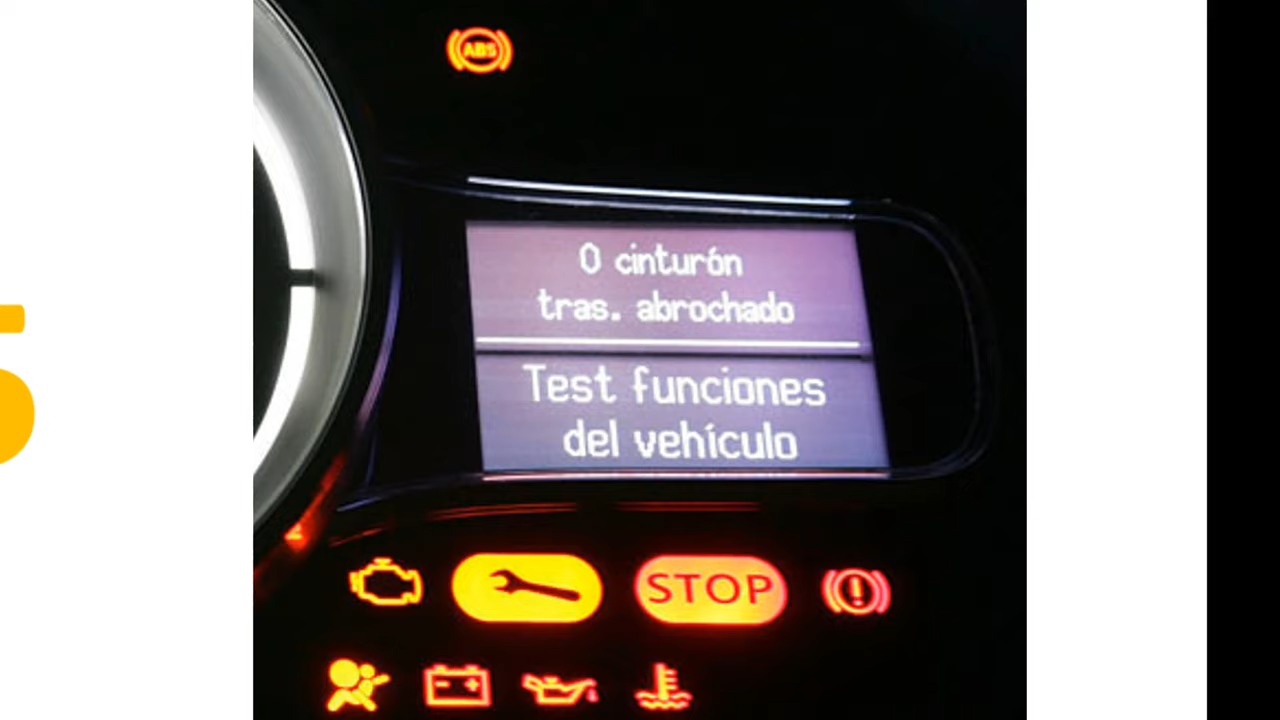 ABS
0 cinturón
tras. abrochado
Test funciones
del vehículo
STOP